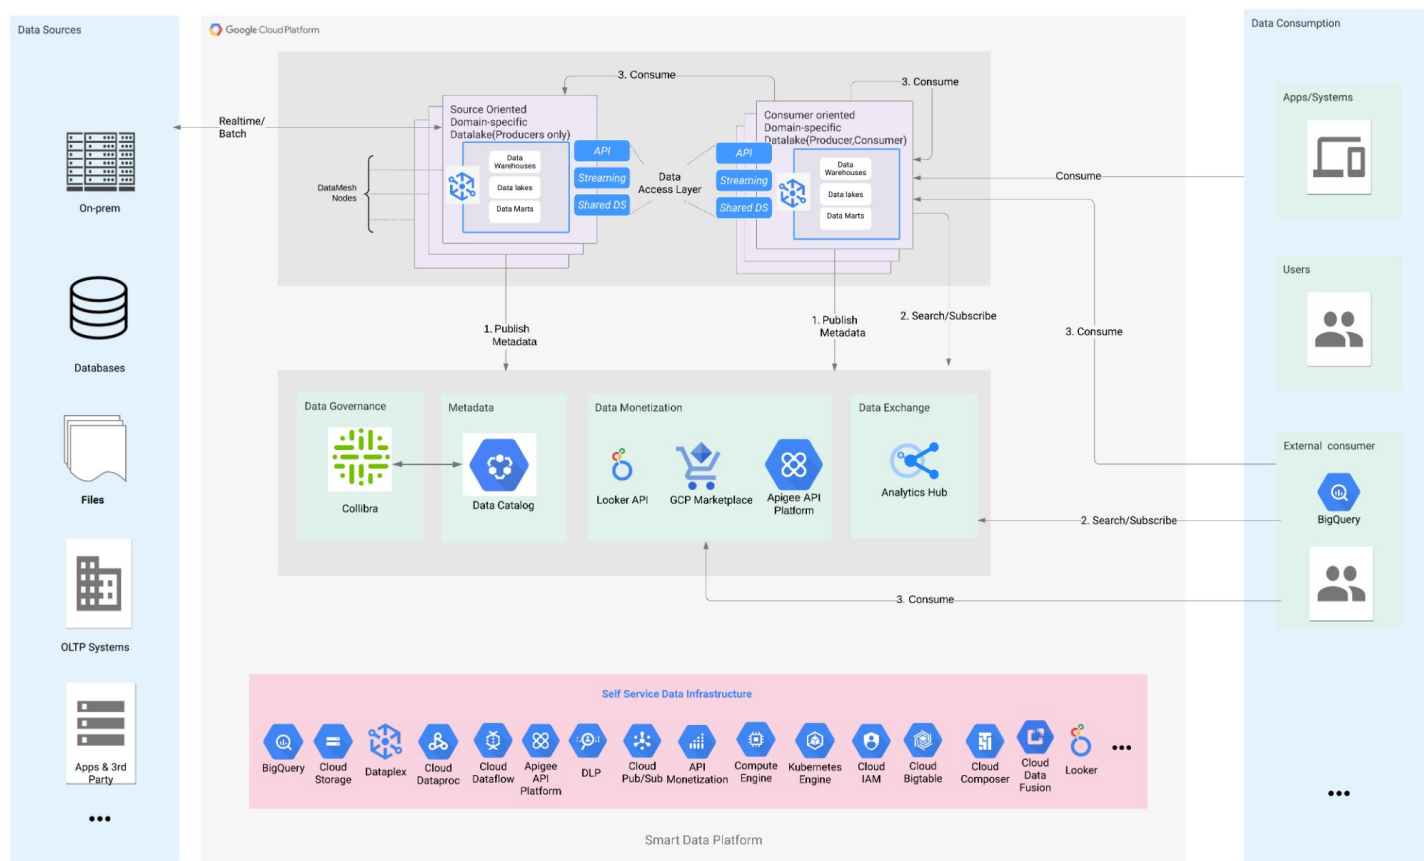 Data Sources
On-prem
Databases
Files
OLTP Systems
Apps & 3rd
Party
•••
Google Cloud Platform
Realtime/
Batch
DataMesh
Nodes
3. Consume
Source Oriented
Domain-specific
Datalake(Producers only)
Data
Warehouses
Data lakes
Data Marts
API
Streaming
Shared DS
Data
Access Layer
3. Consume
Consumer oriented
Domain-specific
Datalake(Producer,Consumer)
API
Streaming
Shared DS
Data
Warehouses
Data lakes
Data Marts
1. Publish
Metadata
1. Publish
Metadata
2. Search/Subscribe
Consume
3. Consume
Data Governance
Collibra
Metadata
Data Catalog
Data Monetization
Looker API
GCP Marketplace
Apigee API
Platform
Data Exchange
Analytics Hub
2. Search/Subscribe
3. Consume
Self Service Data Infrastructure
BigQuery
Cloud
Storage
Dataplex
Cloud
Dataproc
Cloud
Dataflow
Apigee
API
Platform
DLP
Cloud
Pub/Sub
API
Monetization
Compute
Engine
Kubernetes
Engine
Cloud
IAM
Cloud
Bigtable
Cloud
Composer
Cloud
Data
Fusion
Looker
•••
Smart Data Platform
Data Consumption
Apps/Systems
Users
External consumer
BigQuery
•••